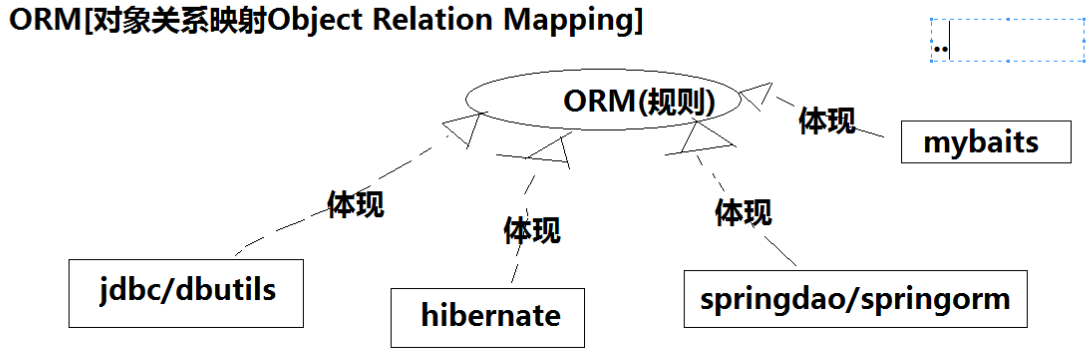 ORM[对象关系映射Object Relation Mapping]
..
ORM(规则)
体现
mybaits
体现
体现
体现
jdbc/dbutils
hibernate
springdao/springorm